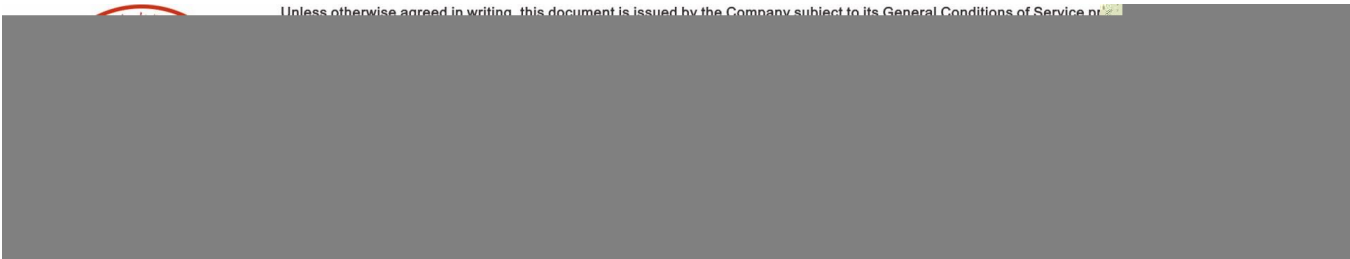 Unless otherwise agreed in writing, this document is issued by the Company subject to its General Conditions of Service